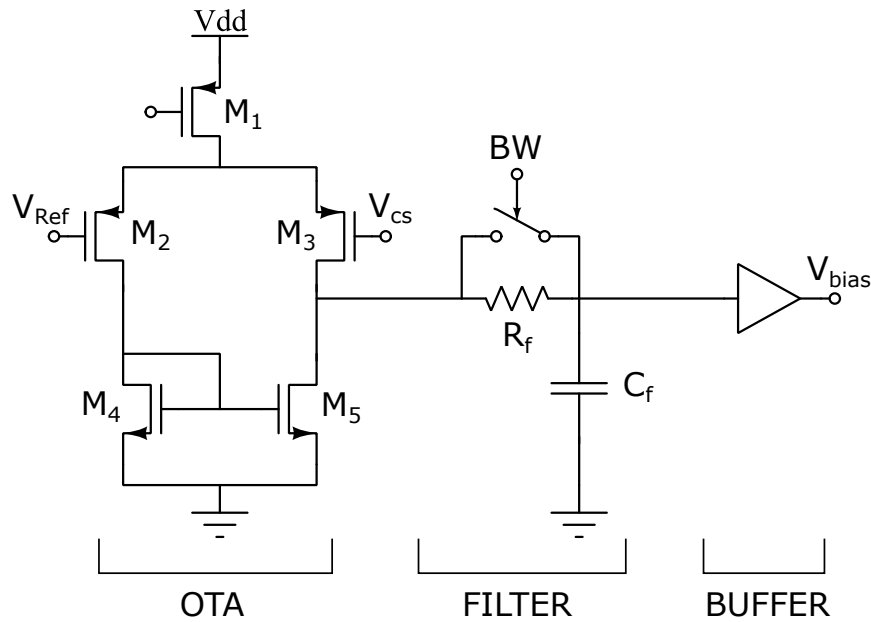 Vdd
M1
BW
VRef
M2
M3
Vcs
Vbias
Rf
M4
M5
Cf
OTA
FILTER
BUFFER